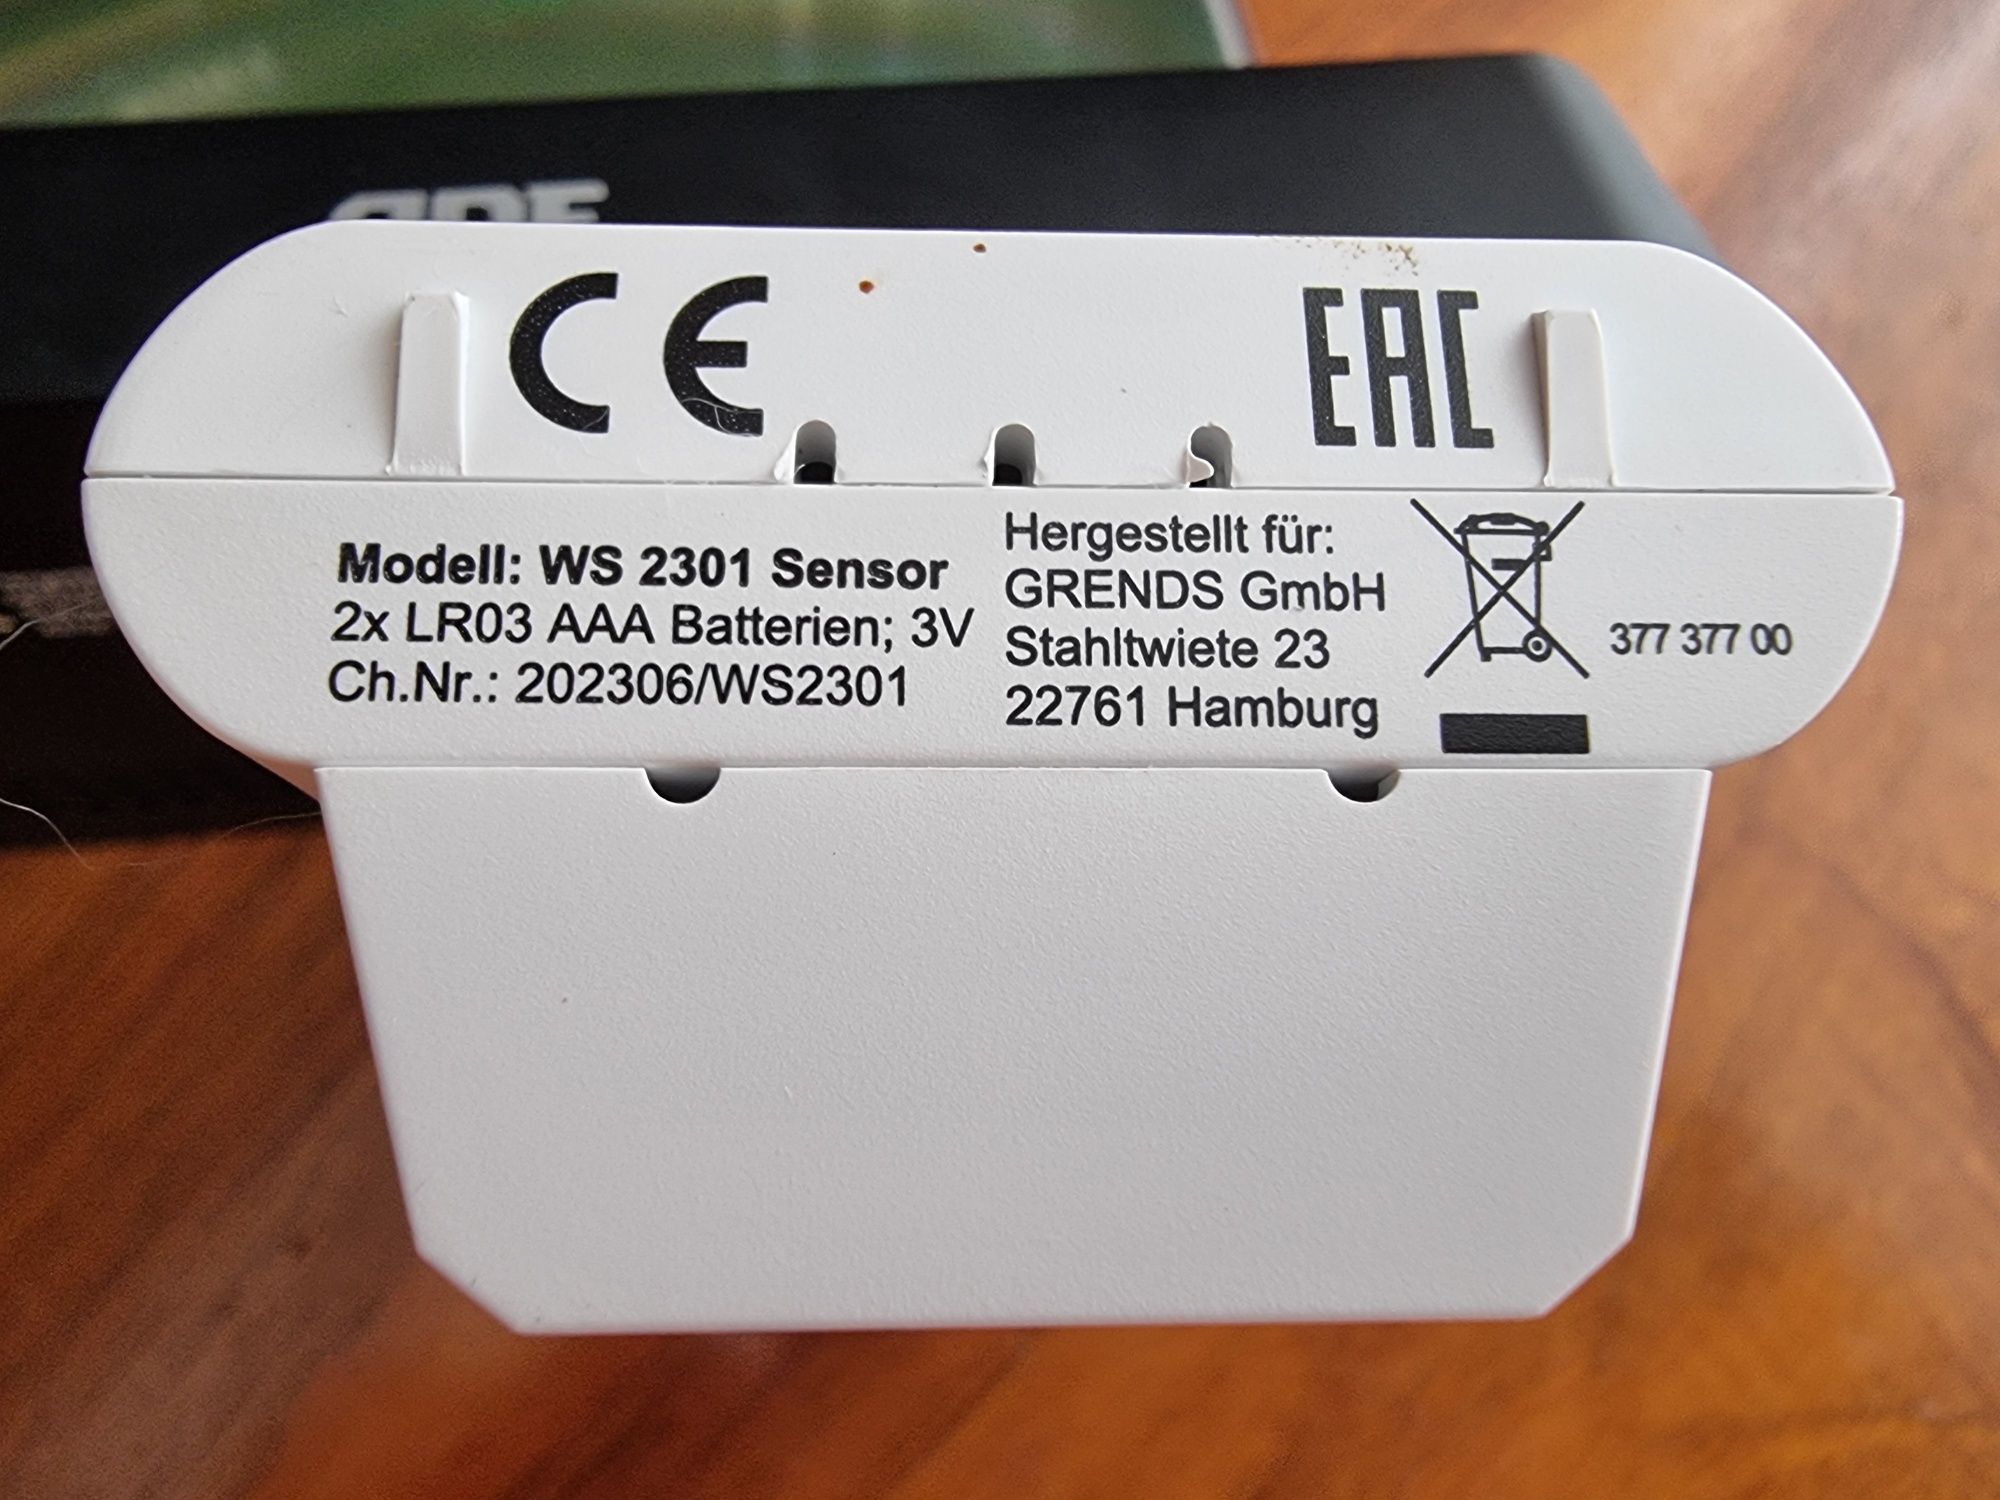 CE
EAC
Modell: WS 2301 Sensor
2x LR03 AAA Batterien; 3V
Ch.Nr.: 202306/WS2301
Hergestellt für:
GRENDS GmbH
Stahltwiete 23
22761 Hamburg
377 377 00